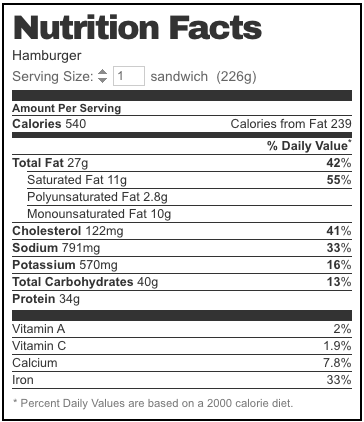 Nutrition Facts
Hamburger
Serving Size: 1 sandwich (226g)
Amount Per Serving
Calories 540 Calories from Fat 239
% Daily Value*
Total Fat 27g 42%
Saturated Fat 11g 55%
Polyunsaturated Fat 2.8g
Monounsaturated Fat 10g
Cholesterol 122mg 41%
Sodium 791mg 33%
Potassium 570mg 16%
Total Carbohydrates 40g 13%
Protein 34g
Vitamin A 2%
Vitamin C 1.9%
Calcium 7.8%
Iron 33%
* Percent Daily Values are based on a 2000 calorie diet.